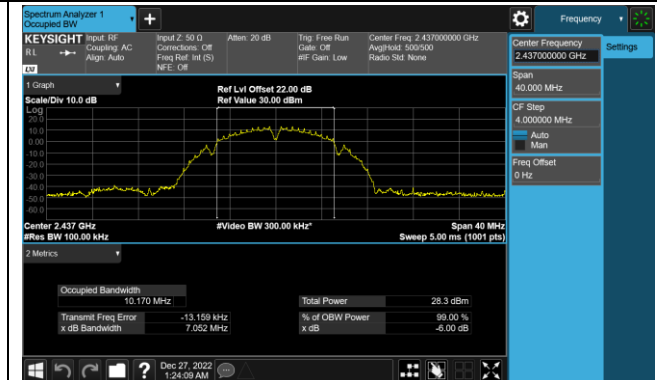 Spectrum Analyzer 1
Occupied BW
Frequency
KEYSIGHT
Input: RF
Coupling: AC
Align: Auto
Input Z: 50 Ω
Corrections: Off
Freq Ref: Int (S)
NFE: Off
Atten: 20 dB
Trig: Free Run
Gate: Off
#IF Gain: Low
Center Freq: 2.437000000 GHz
Avg|Hold: 500/500
Radio Std: None
R L
LXI
Center Frequency
2.437000000 GHz
Settings
Span
40.000 MHz
CF Step
4.000000 MHz
Auto
Man
Freq Offset
0 Hz
1 Graph
Scale/Div 10.0 dB
Ref Lvl Offset 22.00 dB
Ref Value 30.00 dBm
Log
20.0
10.0
0.00
-10.0
-20.0
-30.0
-40.0
-50.0
-60.0
Center 2.437 GHz
#Res BW 100.00 kHz
#Video BW 300.00 kHz*
Span 40 MHz
Sweep 5.00 ms (1001 pts)
2 Metrics
Occupied Bandwidth
10.170 MHz
Total Power 28.3 dBm
Transmit Freq Error -13.159 kHz
% of OBW Power 99.00 %
x dB Bandwidth 7.052 MHz
x dB -6.00 dB
?
Dec 27, 2022
1:24:09 AM